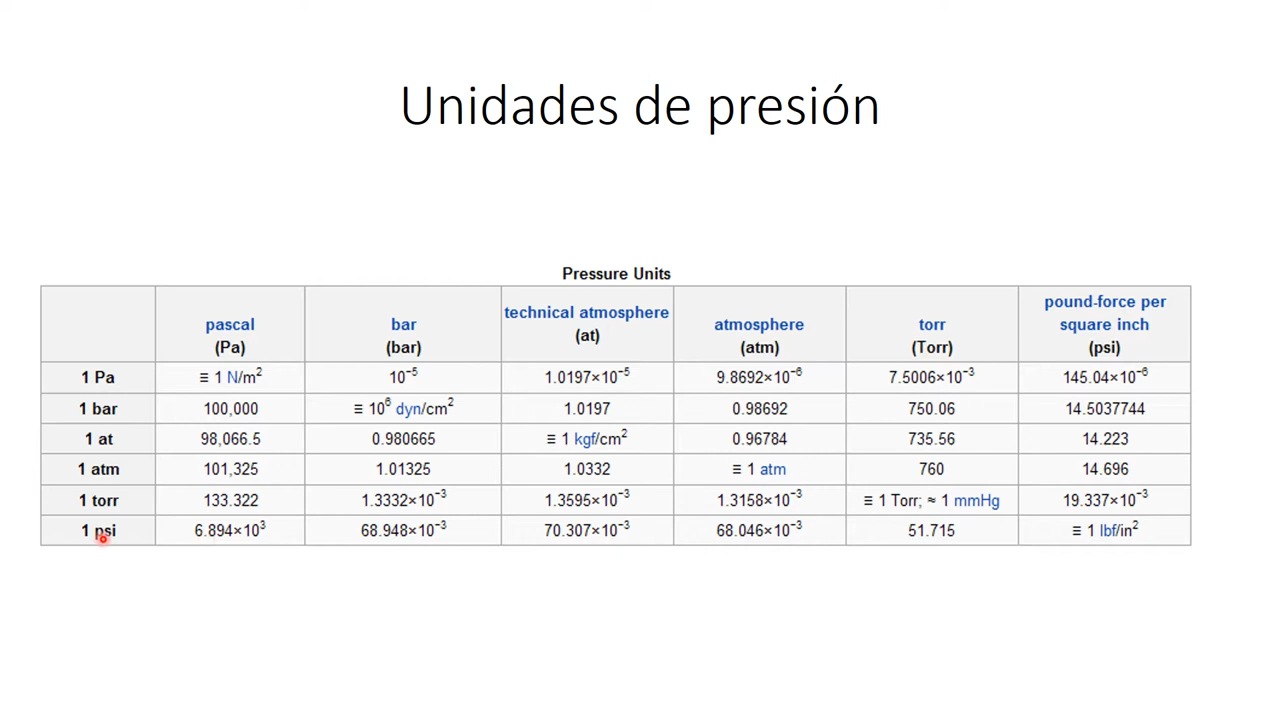 Unidades de presión
Pressure Units
pascal (Pa) bar (bar) technical atmosphere (at) atmosphere (atm) torr (Torr) pound-force per square inch (psi)
1 Pa ≡ 1 N/m² 10⁻⁵ 1.0197×10⁻⁵ 9.8692×10⁻⁶ 7.5006×10⁻³ 145.04×10⁻⁶
1 bar 100,000 ≡ 10⁶ dyn/cm² 1.0197 0.98692 750.06 14.5037744
1 at 98,066.5 0.980665 ≡ 1 kgf/cm² 0.96784 735.56 14.223
1 atm 101,325 1.01325 1.0332 ≡ 1 atm 760 14.696
1 torr 133.322 1.3332×10⁻³ 1.3595×10⁻³ 1.3158×10⁻³ ≡ 1 Torr; ≈ 1 mmHg 19.337×10⁻³
1 psi 6.894×10³ 68.948×10⁻³ 70.307×10⁻³ 68.046×10⁻³ 51.715 ≡ 1 lbf/in²